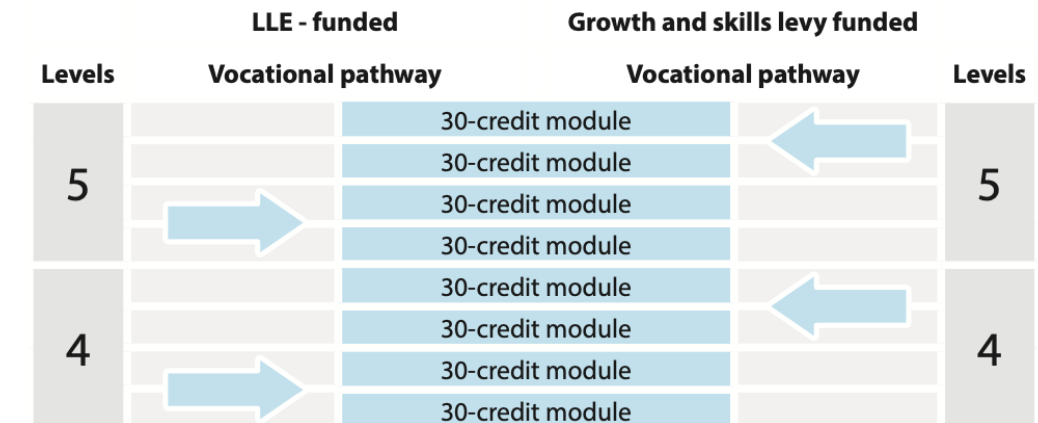 LLE - funded Growth and skills levy funded
Levels Vocational pathway Vocational pathway Levels
30-credit module
30-credit module
5 5
30-credit module
30-credit module
30-credit module
30-credit module
4 4
30-credit module
30-credit module